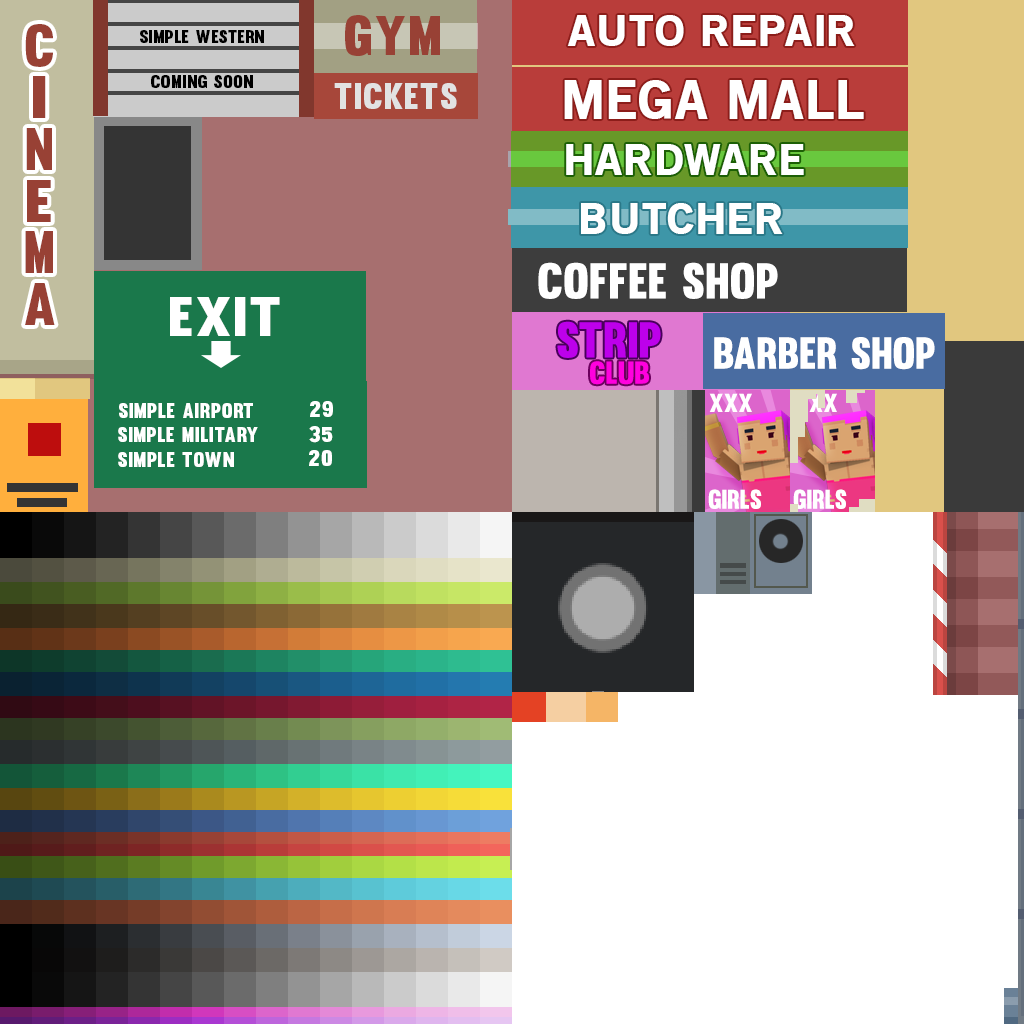 CINEMA
SIMPLE WESTERN
COMING SOON
GYM
TICKETS
EXIT
SIMPLE AIRPORT 29
SIMPLE MILITARY 35
SIMPLE TOWN 20
AUTO REPAIR
MEGA MALL
HARDWARE
BUTCHER
COFFEE SHOP
STRIP
CLUB
BARBER SHOP
XXX
GIRLS
XX
GIRLS